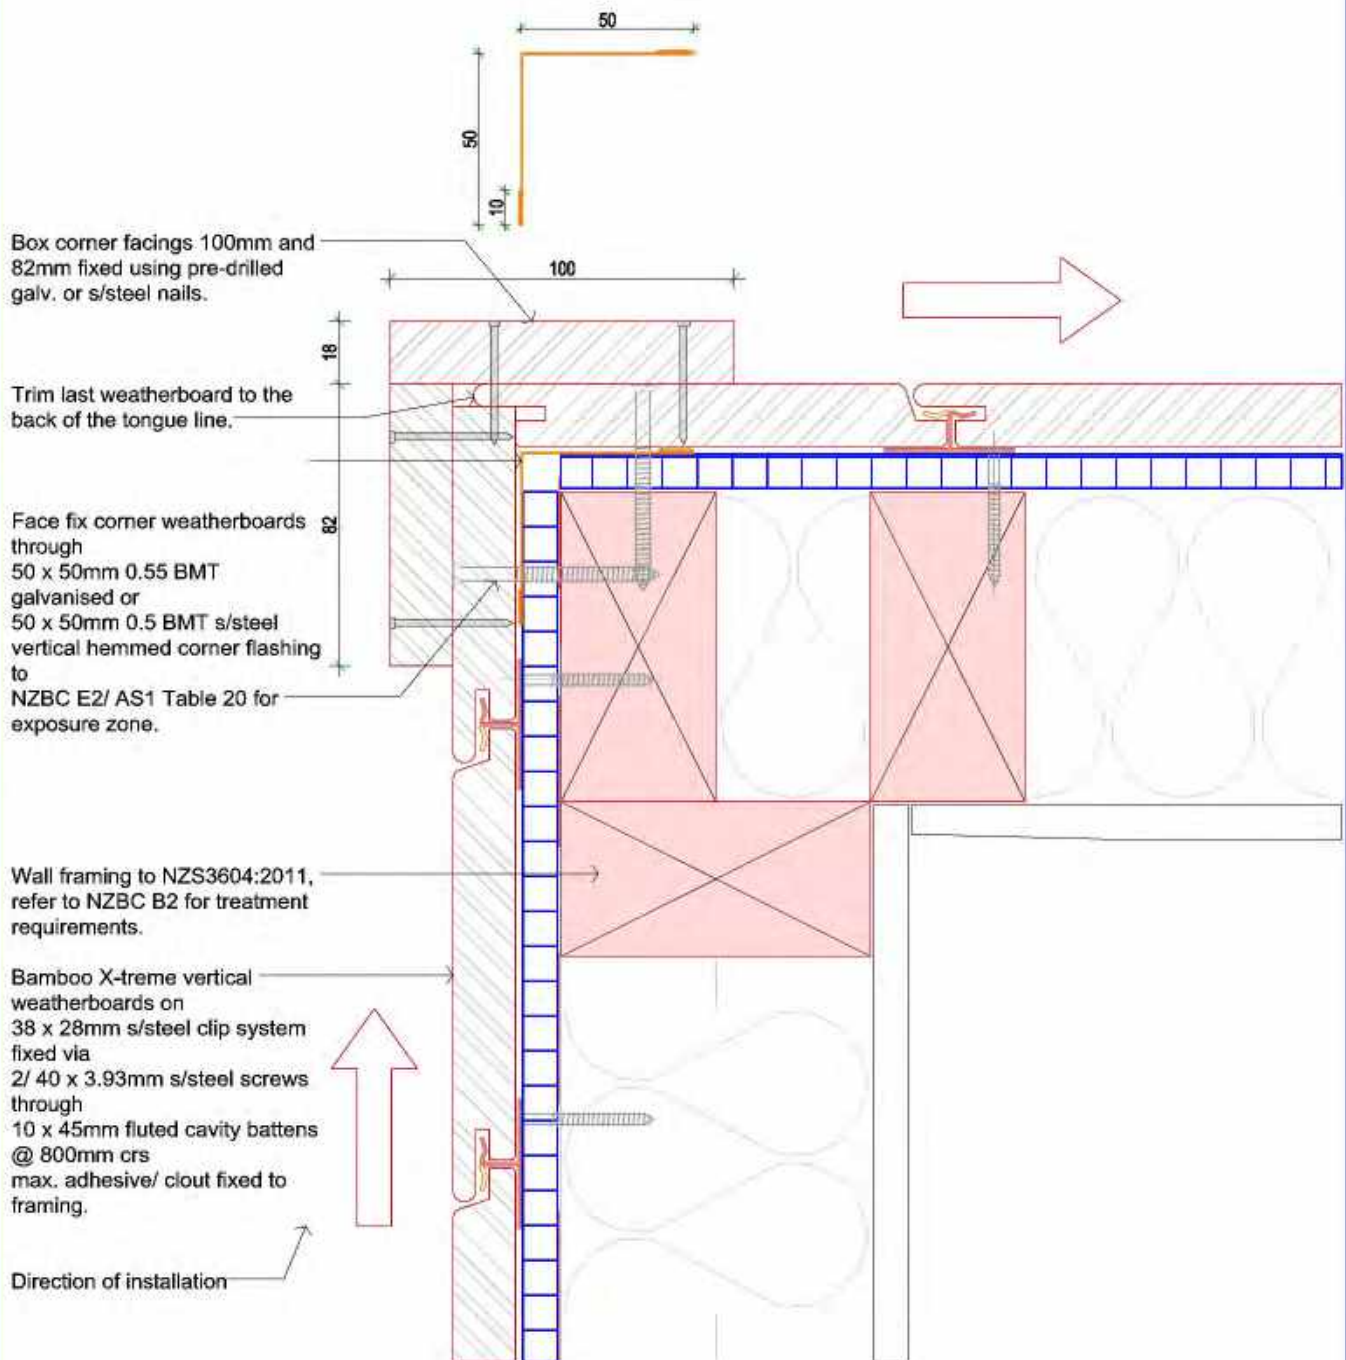 50
50
10
Box corner facings 100mm and
82mm fixed using pre-drilled
galv. or s/steel nails.
100
18
Trim last weatherboard to the
back of the tongue line.
82
Face fix corner weatherboards
through
50 x 50mm 0.55 BMT
galvanised or
50 x 50mm 0.5 BMT s/steel
vertical hemmed corner flashing
to
NZBC E2/ AS1 Table 20 for
exposure zone.
Wall framing to NZS3604:2011,
refer to NZBC B2 for treatment
requirements.
Bamboo X-treme vertical
weatherboards on
38 x 28mm s/steel clip system
fixed via
2/ 40 x 3.93mm s/steel screws
through
10 x 45mm fluted cavity battens
@ 800mm crs
max. adhesive/ clout fixed to
framing.
Direction of installation